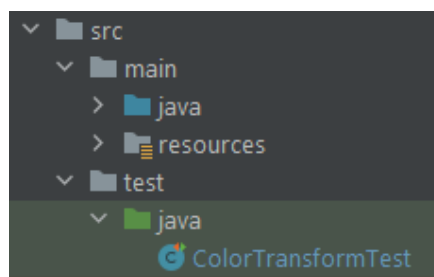 src
main
java
resources
test
java
ColorTransformTest